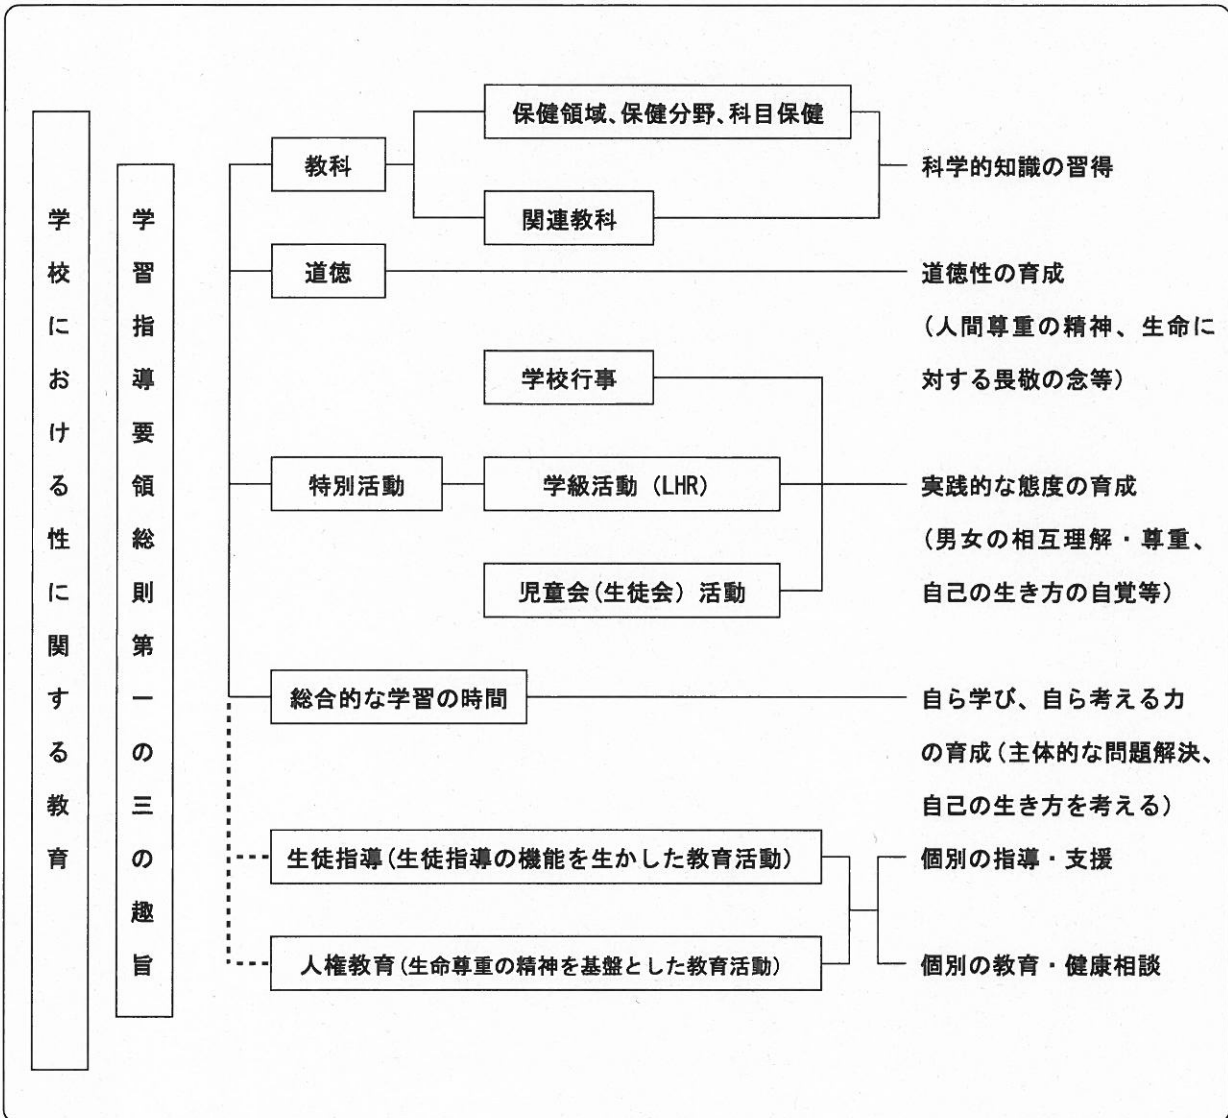 学校における性に関する教育
学習指導要領総則第一の三の趣旨
教科
保健領域、保健分野、科目保健
関連教科
科学的知識の習得
道徳
道徳性の育成
(人間尊重の精神、生命に
対する畏敬の念等)
特別活動
学校行事
学級活動 (LHR)
児童会(生徒会) 活動
実践的な態度の育成
(男女の相互理解・尊重、
自己の生き方の自覚等)
総合的な学習の時間
自ら学び、自ら考える力
の育成(主体的な問題解決、
自己の生き方を考える)
生徒指導(生徒指導の機能を生かした教育活動)
人権教育(生命尊重の精神を基盤とした教育活動)
個別の指導・支援
個別の教育・健康相談